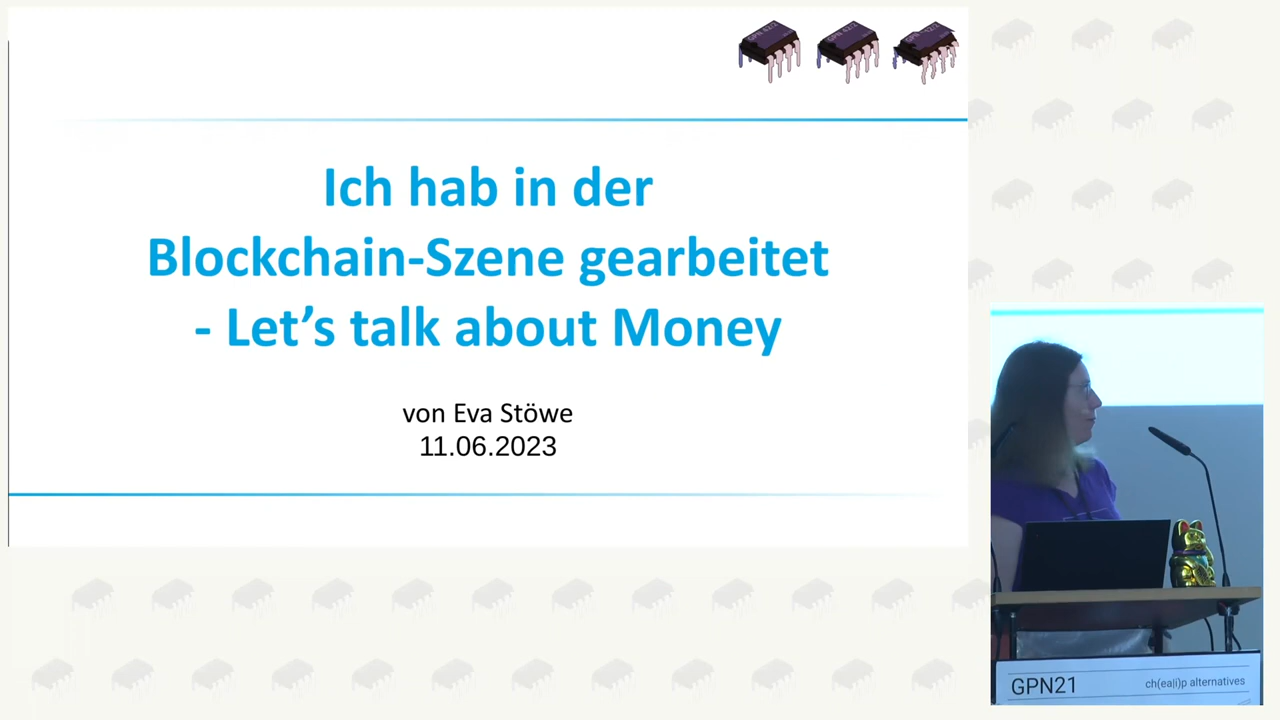 Ich hab in der
Blockchain-Szene gearbeitet
- Let's talk about Money
von Eva Stöwe
11.06.2023
GPN21
ch(ea|i)p alternatives